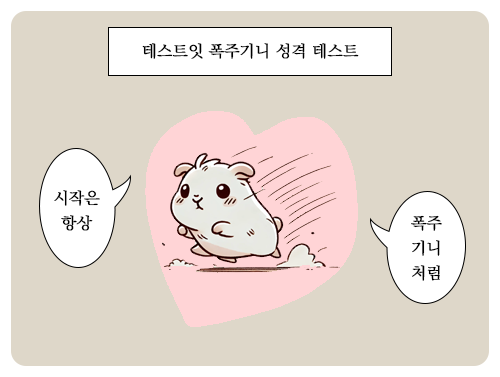 테스트잇 폭주기니 성격 테스트
시작은
항상
폭주
기니
처럼